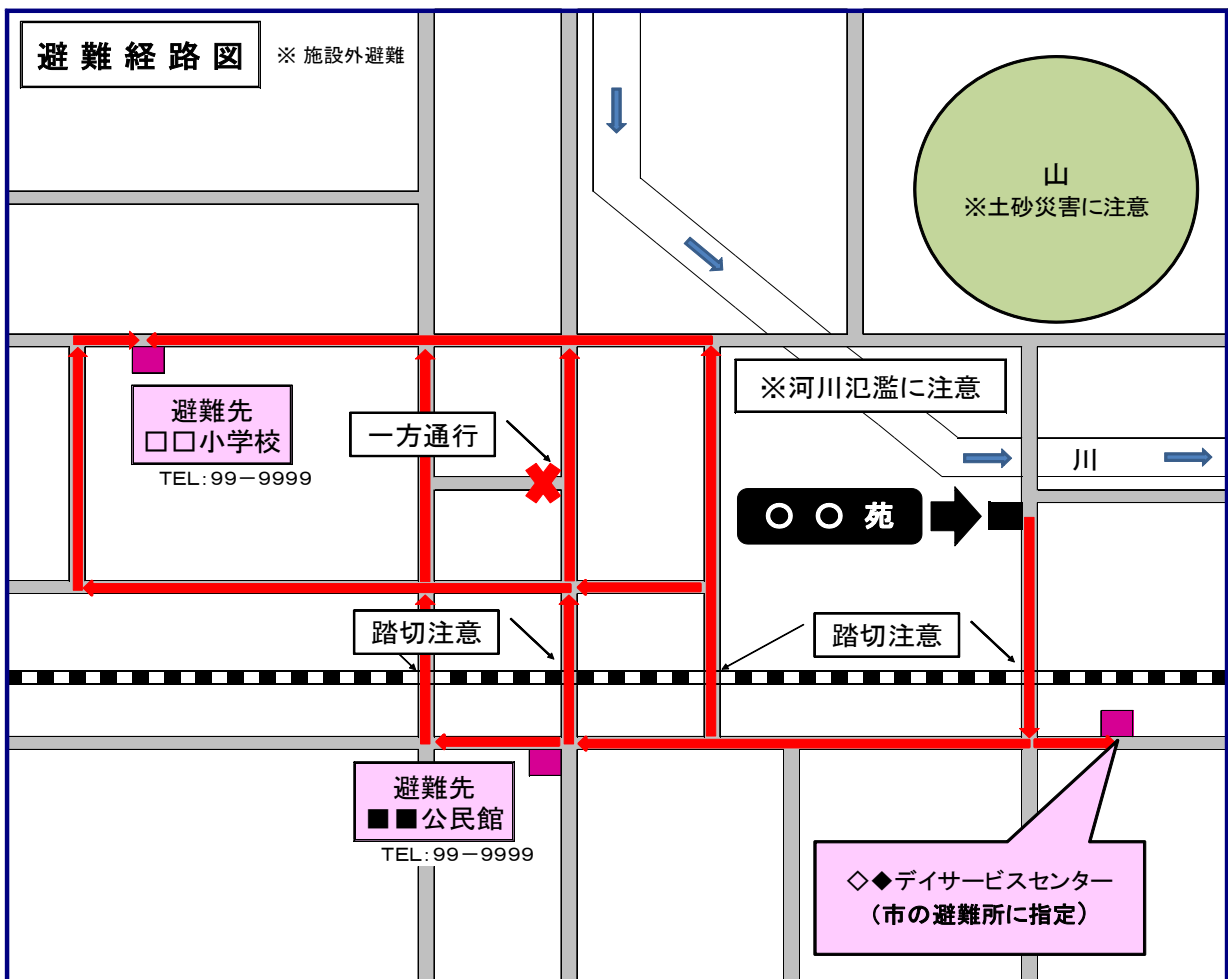 避難経路図
※ 施設外避難
山
※土砂災害に注意
※河川氾濫に注意
避難先
□□小学校
TEL:99-9999
一方通行
川
○ ○ 苑
踏切注意
踏切注意
避難先
■■公民館
TEL:99-9999
◇◆デイサービスセンター
(市の避難所に指定)